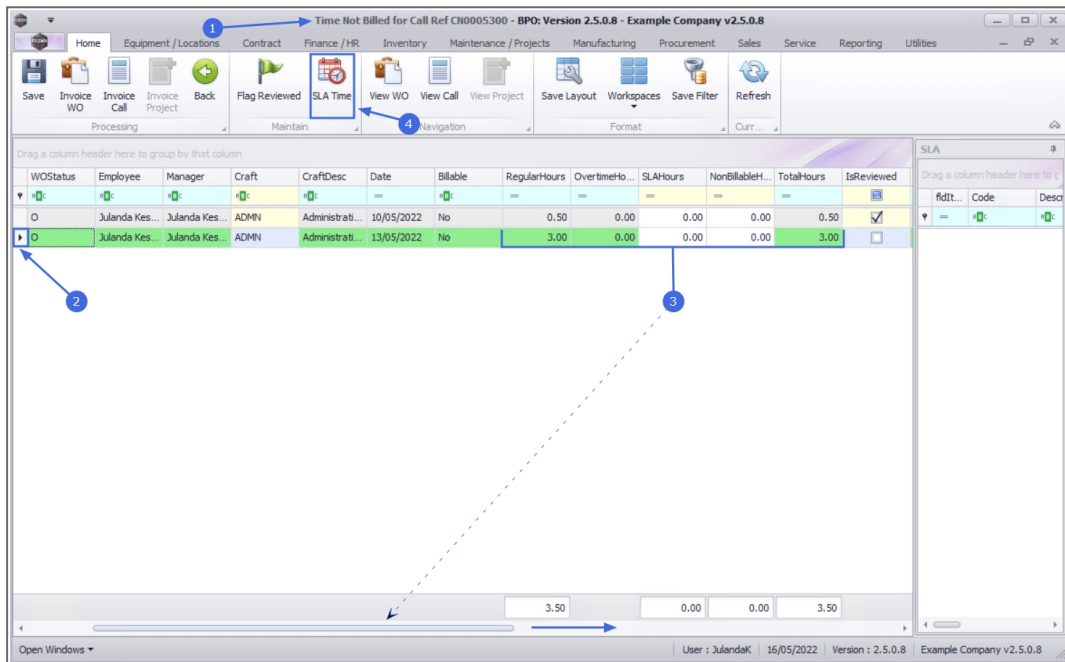 Time Not Billed for Call Ref CN0005300 - BPO: Version 2.5.0.8 - Example Company v2.5.0.8
1
Home Equipment / Locations Contract Finance / HR Inventory Maintenance / Projects Manufacturing Procurement Sales Service Reporting Utilities
Save Invoice WO Invoice Call Invoice Project Back Flag Reviewed SLA Time View WO View Call View Project Save Layout Workspaces Save Filter Refresh
4
Processing Maintain Navigation Format Curr...
Drag a column header here to group by that column
WOStatus Employee Manager Craft CraftDesc Date Billable RegularHours OvertimeHo... SLAHours NonBillableH... TotalHours IsReviewed
O Julanda Kes... Julanda Kes... ADMN Administrati... 10/05/2022 No 0.50 0.00 0.00 0.00 0.50
O Julanda Kes... Julanda Kes... ADMN Administrati... 13/05/2022 No 3.00 0.00 0.00 0.00 3.00
2
3
3.50 0.00 0.00 3.50
SLA
Drag a column header here to g
fldIt... Code Descr
Open Windows User : JulandaK 16/05/2022 Version : 2.5.0.8 Example Company v2.5.0.8